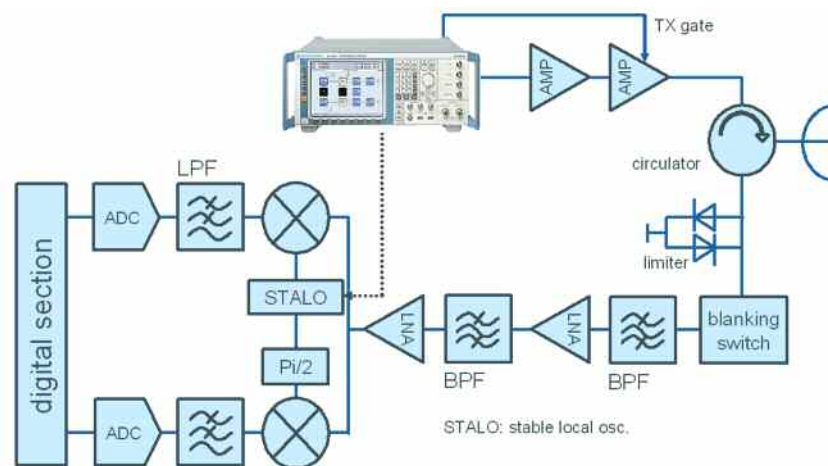 TX gate
AMP
AMP
circulator
LPF
ADC
limiter
digital section
STALO
LNA
LNA
blanking
switch
Pi/2
BPF
BPF
ADC
STALO: stable local osc.